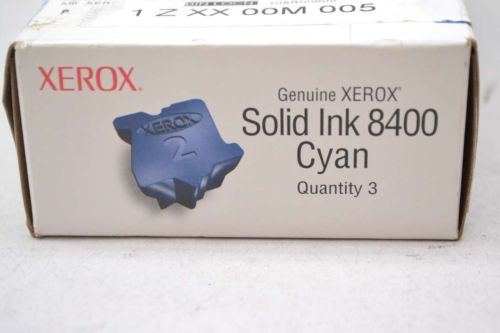 1 Z XX 00M 005
XEROX.
Genuine XEROX®
Solid Ink 8400
Cyan
Quantity 3
XEROX
2